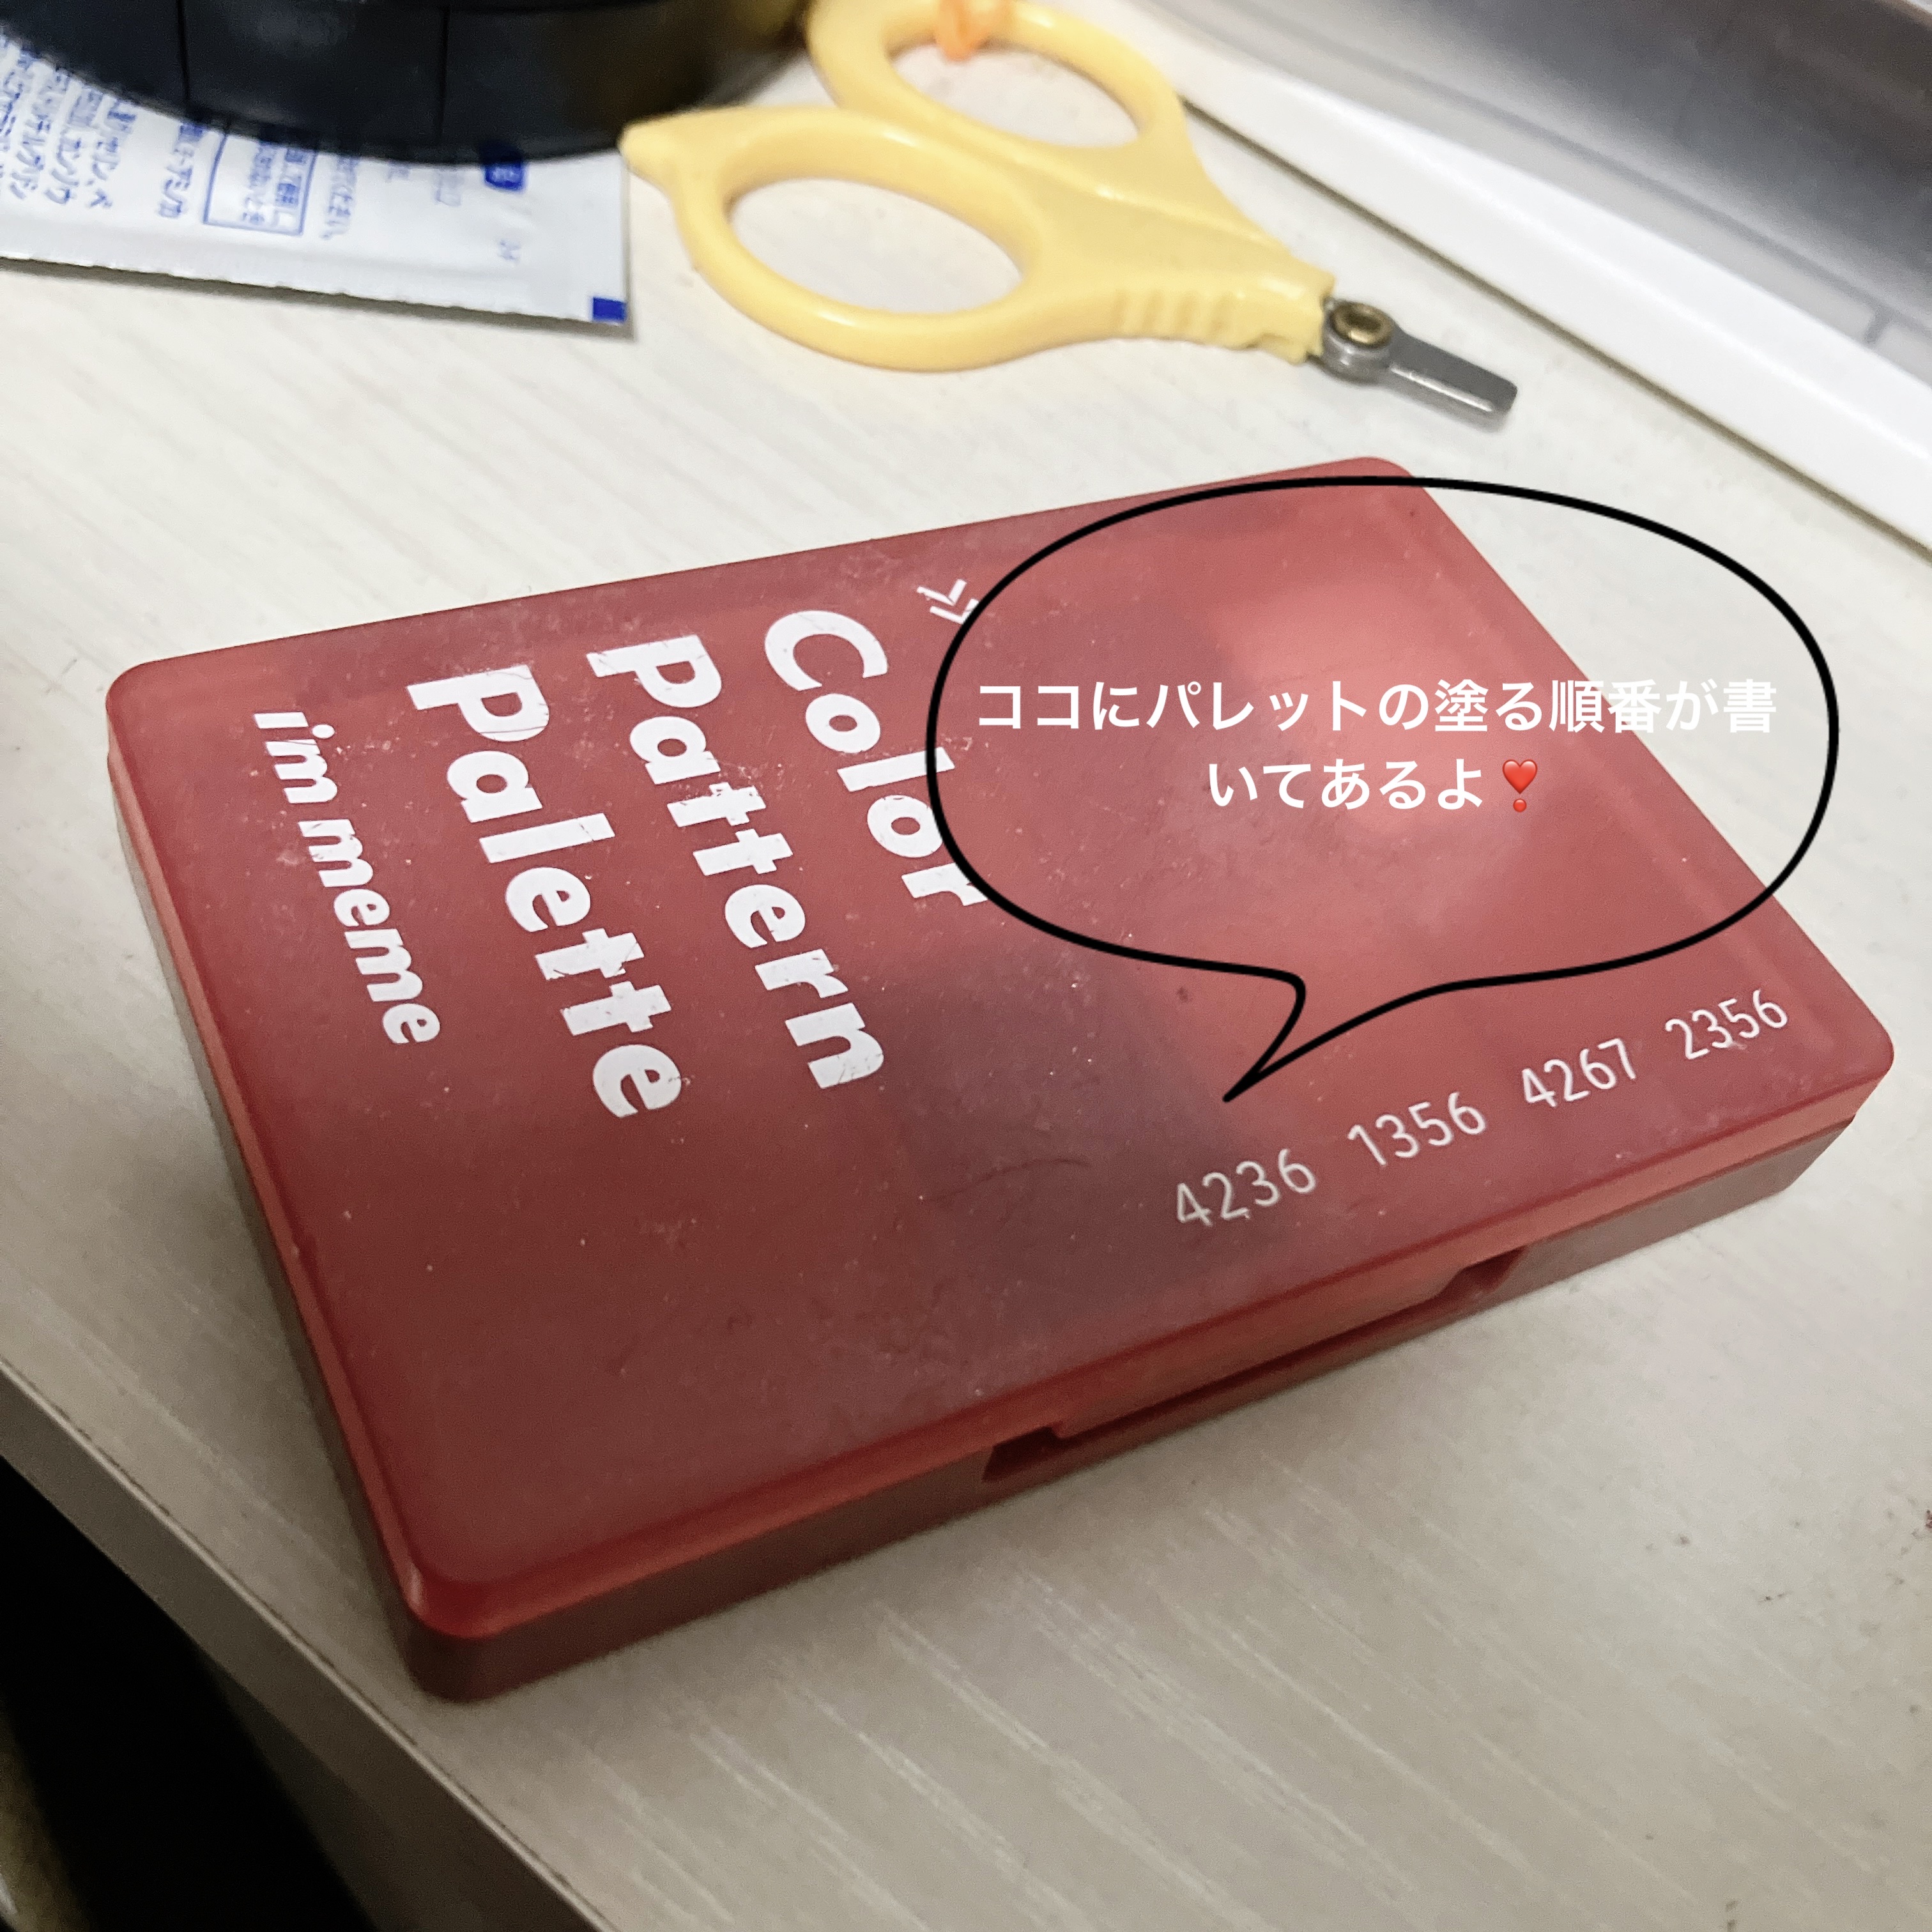 ココにパレットの塗る順番が書
いてあるよ❣️
Color
Pattern
Palette
i'm meme
4236 1356 4267 2356